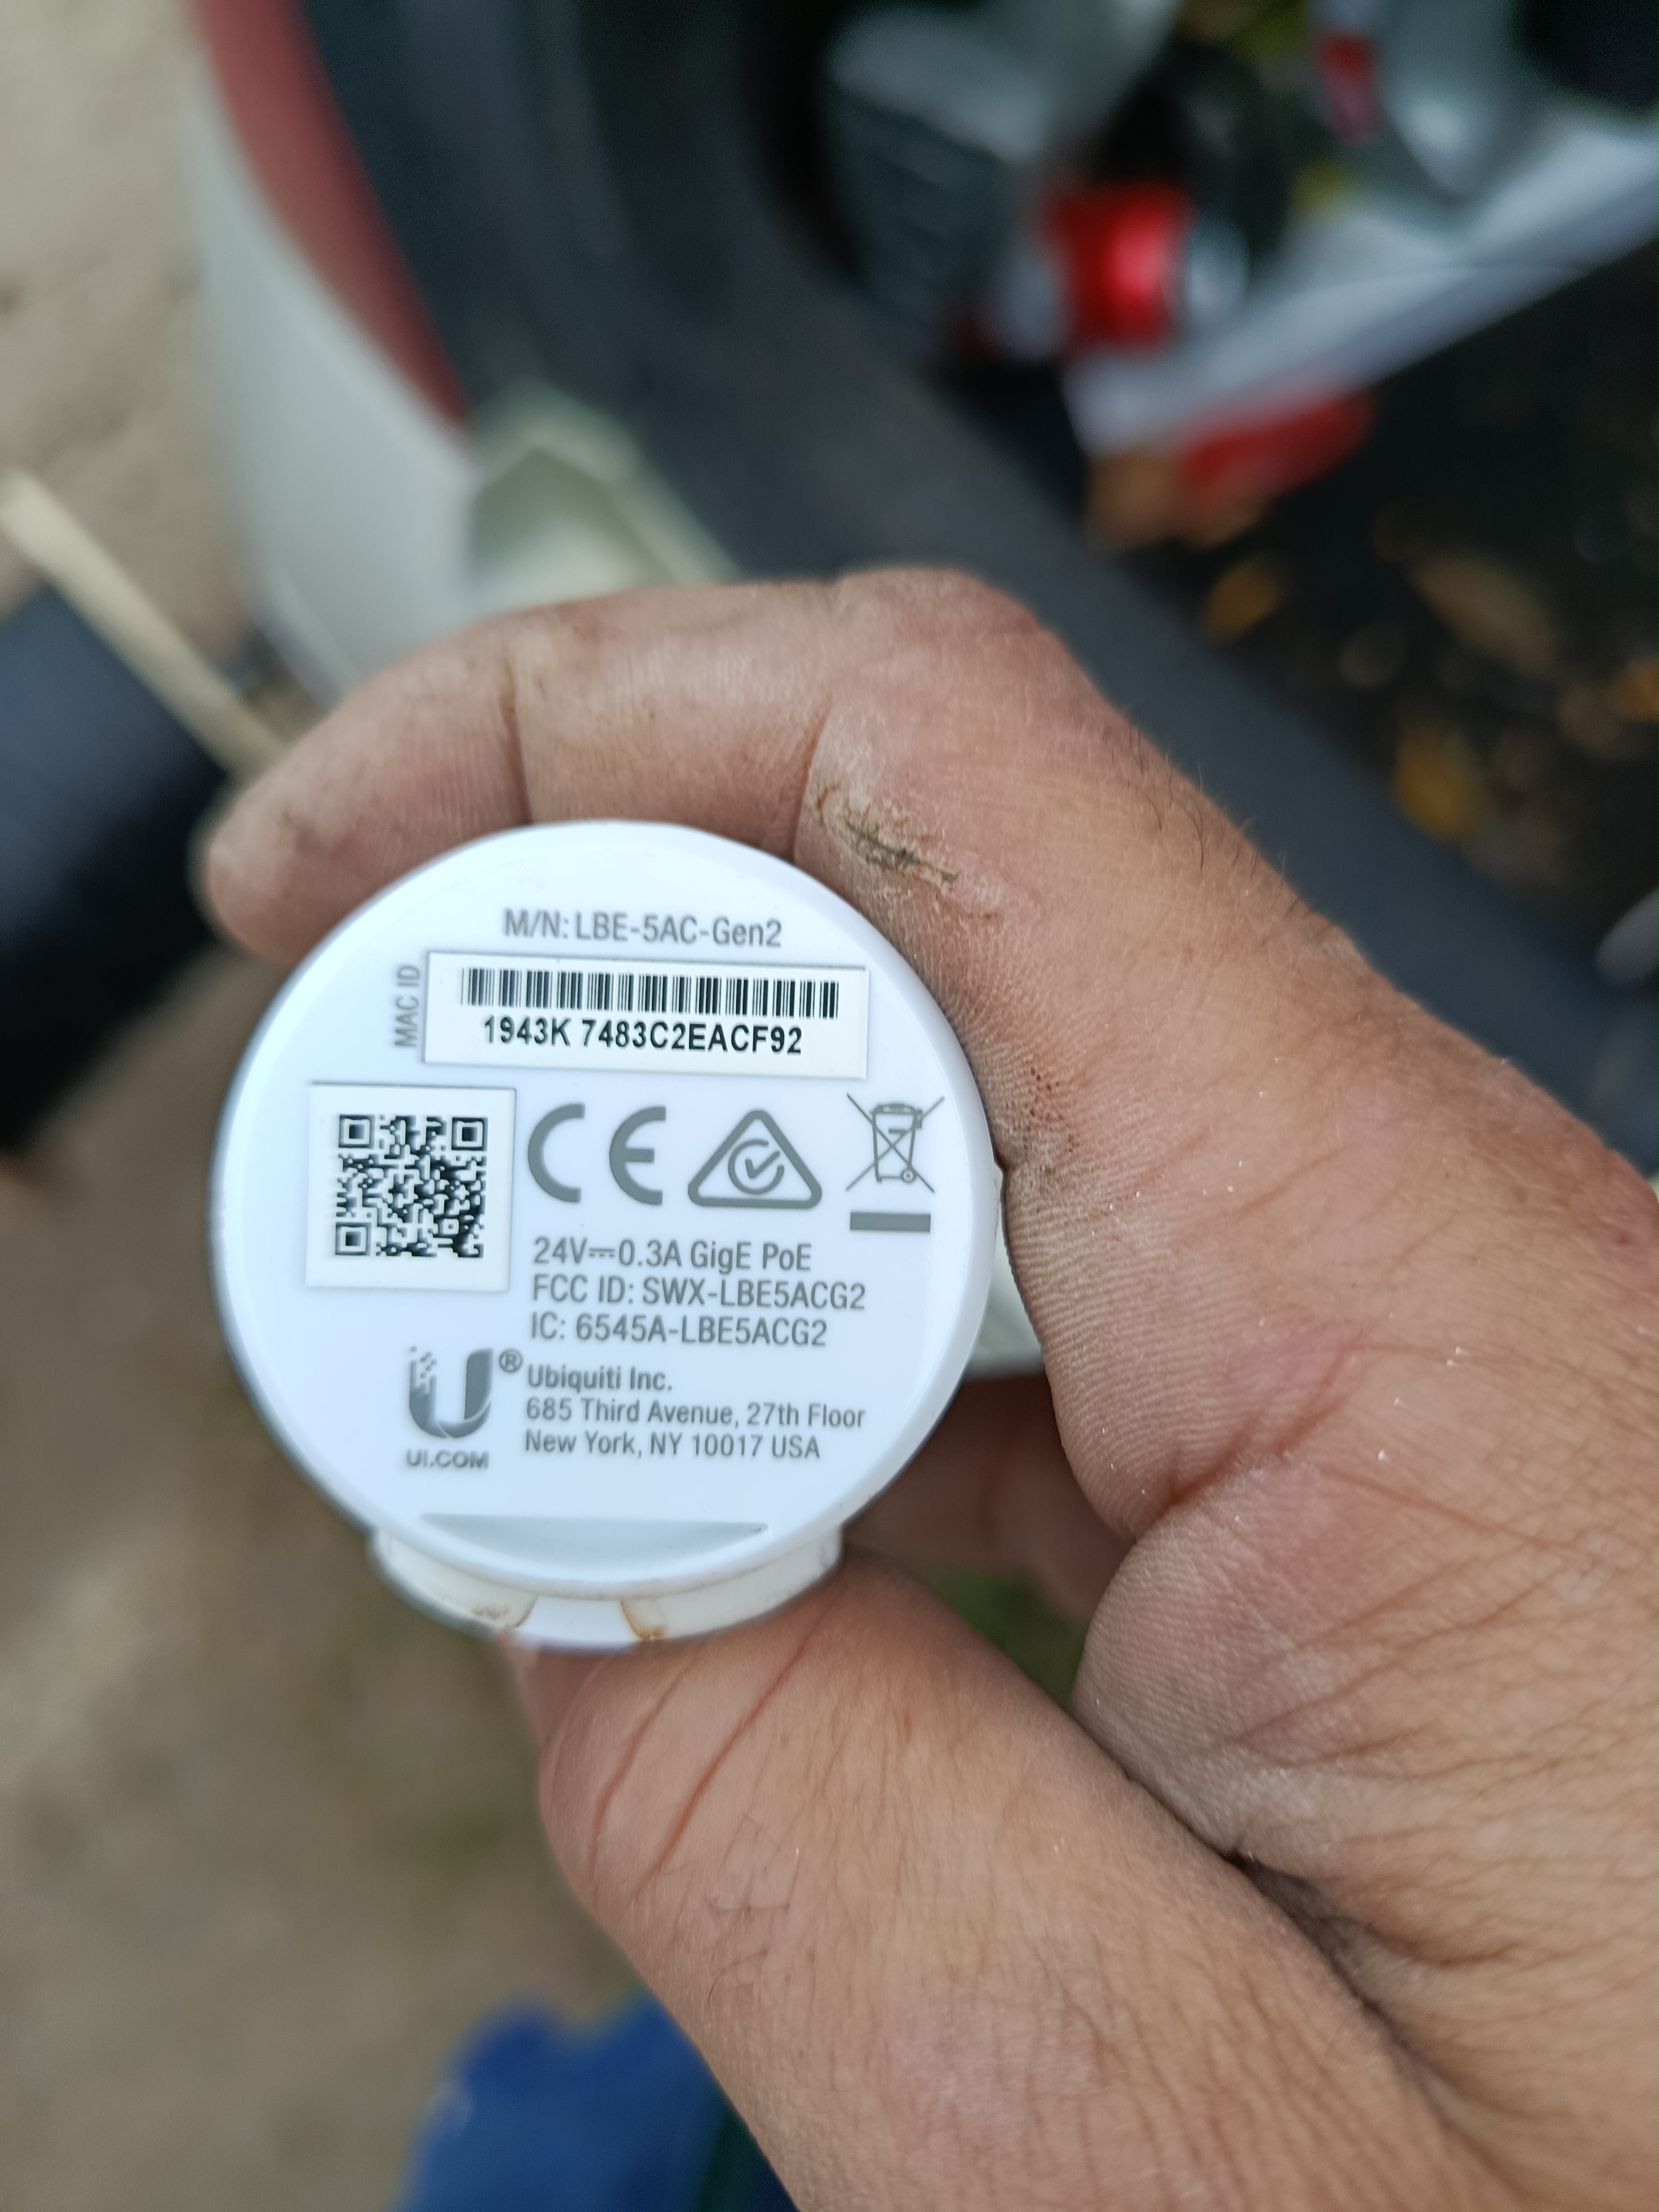 M/N: LBE-5AC-Gen2
MAC ID
1943K 7483C2EACF92
CE
24V⎓0.3A GigE PoE
FCC ID: SWX-LBE5ACG2
IC: 6545A-LBE5ACG2
U®
UI.COM
Ubiquiti Inc.
685 Third Avenue, 27th Floor
New York, NY 10017 USA